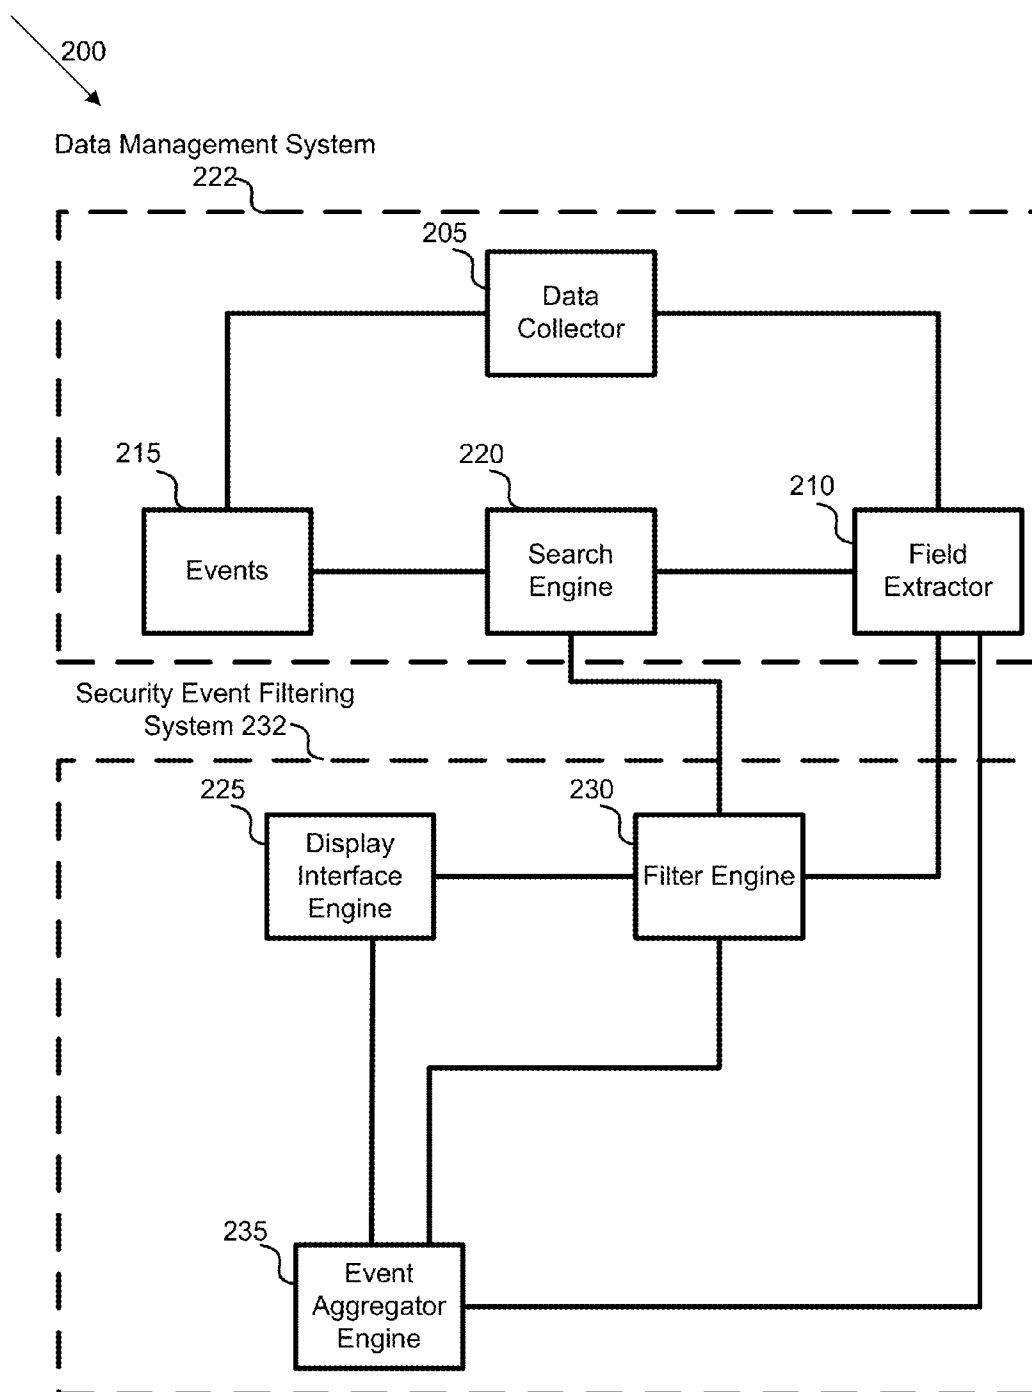 200
Data Management System
222
205
Data
Collector
215
220
210
Events
Search
Engine
Field
Extractor
Security Event Filtering
System 232
225
230
Display
Interface
Engine
Filter Engine
235
Event
Aggregator
Engine